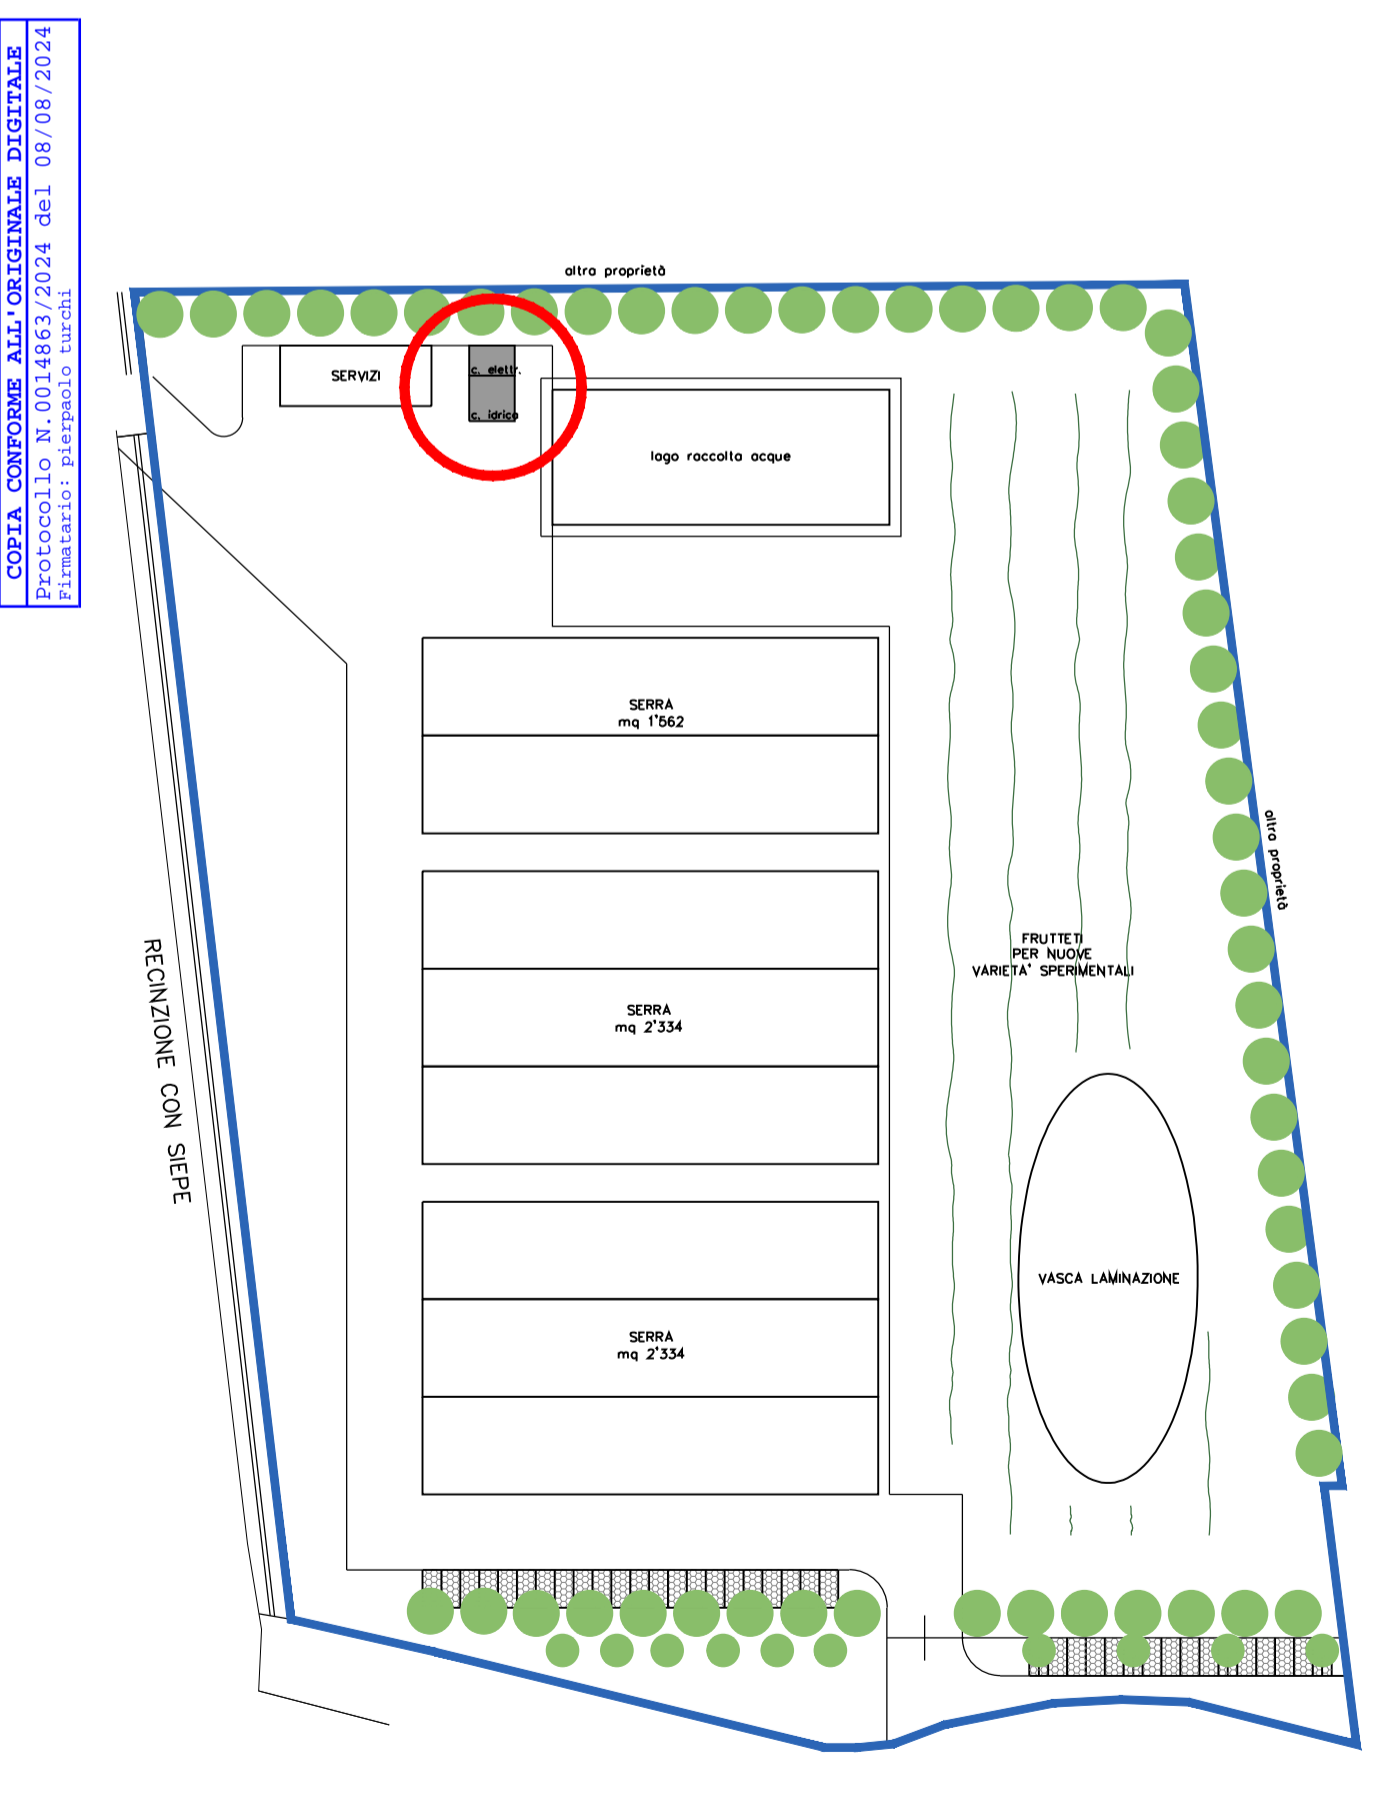 COPIA CONFORME ALL'ORIGINALE DIGITALE
Protocollo N.0014863/2024 del 08/08/2024
Firmatario: pierpaolo turchi
altra proprietà
SERVIZI
c. elettr.
c. idrica
lago raccolta acque
SERRA
mq 1'562
altra proprietà
FRUTTETI
PER NUOVE
VARIETA' SPERIMENTALI
SERRA
mq 2'334
RECINZIONE CON SIEPE
VASCA LAMINAZIONE
SERRA
mq 2'334